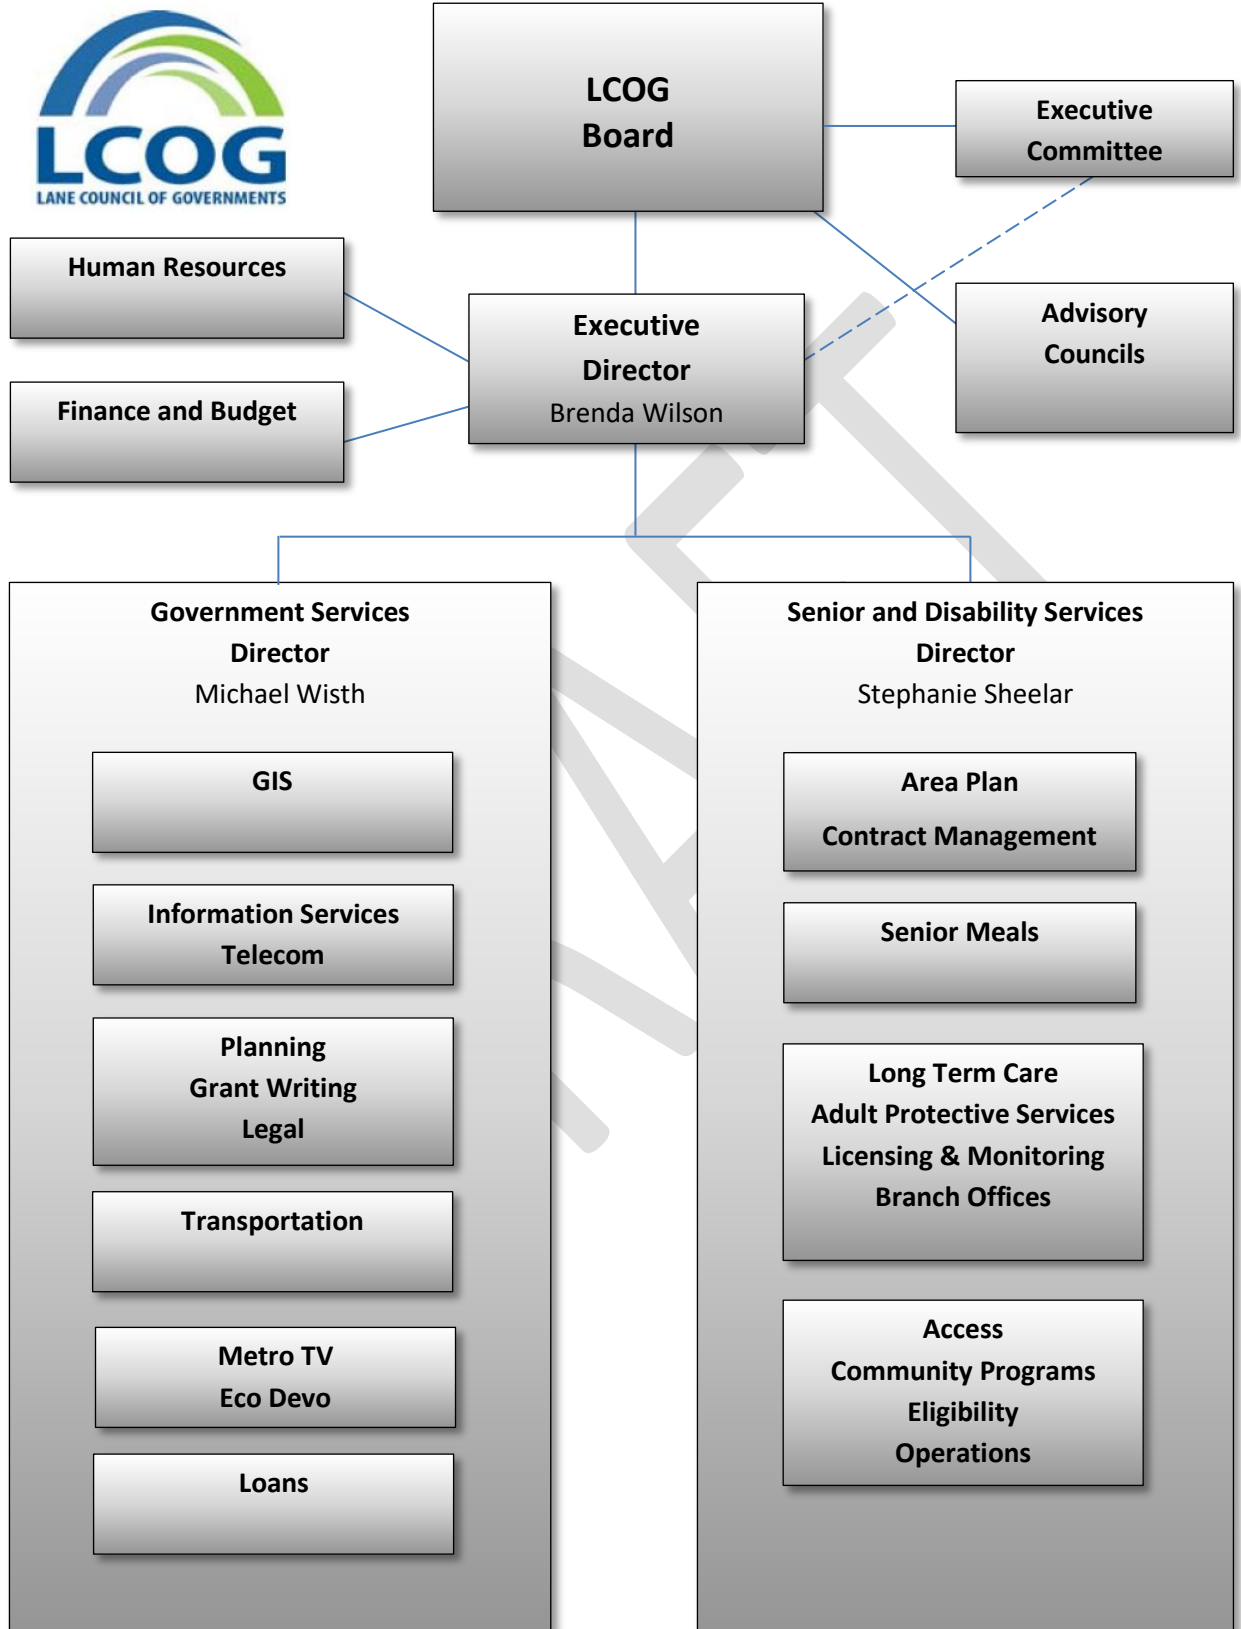 LCOG
LANE COUNCIL OF GOVERNMENTS
LCOG
Board
Executive
Committee
Human Resources
Executive
Director
Brenda Wilson
Advisory
Councils
Finance and Budget
Government Services
Director
Michael Wisth
GIS
Information Services
Telecom
Planning
Grant Writing
Legal
Transportation
Metro TV
Eco Devo
Loans
Senior and Disability Services
Director
Stephanie Sheelar
Area Plan
Contract Management
Senior Meals
Long Term Care
Adult Protective Services
Licensing & Monitoring
Branch Offices
Access
Community Programs
Eligibility
Operations